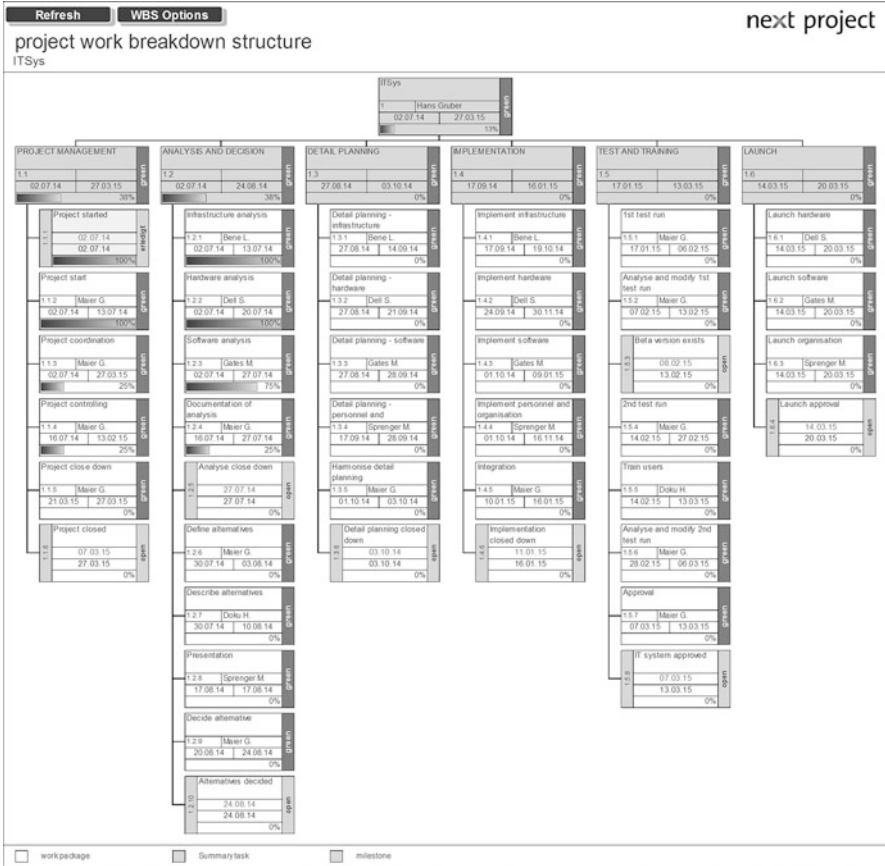 Refresh
WBS Options
next project
project work breakdown structure
ITSys
ITSys
1 Hans Gruber
02.07.14 27.03.15
13%
green
PROJECT MANAGEMENT
1.1
02.07.14 27.03.15
38%
green
Project started
1.1.1
02.07.14
02.07.14
100%
erledigt
Project start
1.1.2 Maier G.
02.07.14 13.07.14
100%
green
Project coordination
1.1.3 Maier G.
02.07.14 27.03.15
25%
green
Project controlling
1.1.4 Maier G.
16.07.14 13.02.15
25%
green
Project close down
1.1.5 Maier G.
21.03.15 27.03.15
0%
green
Project closed
1.1.6
07.03.15
27.03.15
0%
open
ANALYSIS AND DECISION
1.2
02.07.14 24.08.14
38%
green
Infrastructure analysis
1.2.1 Bene L.
02.07.14 13.07.14
100%
green
Hardware analysis
1.2.2 Dell S.
02.07.14 20.07.14
100%
green
Software analysis
1.2.3 Gates M.
02.07.14 27.07.14
75%
green
Documentation of
analysis
1.2.4 Maier G.
16.07.14 27.07.14
25%
green
Analyse close down
1.2.5
27.07.14
27.07.14
0%
open
Define alternatives
1.2.6 Maier G.
30.07.14 03.08.14
0%
green
Describe alternatives
1.2.7 Doku H.
30.07.14 10.08.14
0%
green
Presentation
1.2.8 Sprenger M.
17.08.14 17.08.14
0%
green
Decide alternative
1.2.9 Maier G.
20.08.14 24.08.14
0%
green
Alternatives decided
1.2.10
24.08.14
24.08.14
0%
open
DETAIL PLANNING
1.3
27.08.14 03.10.14
0%
green
Detail planning -
infrastructure
1.3.1 Bene L.
27.08.14 14.09.14
0%
green
Detail planning -
hardware
1.3.2 Dell S.
27.08.14 21.09.14
0%
green
Detail planning - software
1.3.3 Gates M.
27.08.14 28.09.14
0%
green
Detail planning -
personnel and
1.3.4 Sprenger M.
17.09.14 28.09.14
0%
green
Harmonise detail
planning
1.3.5 Maier G.
01.10.14 03.10.14
0%
green
Detail planning closed
down
1.3.6
03.10.14
03.10.14
0%
open
IMPLEMENTATION
1.4
17.09.14 16.01.15
0%
green
Implement infrastructure
1.4.1 Bene L.
17.09.14 19.10.14
0%
green
Implement hardware
1.4.2 Dell S.
24.09.14 30.11.14
0%
green
Implement software
1.4.3 Gates M.
01.10.14 09.01.15
0%
green
Implement personnel and
organisation
1.4.4 Sprenger M.
01.10.14 16.11.14
0%
green
Integration
1.4.5 Maier G.
10.01.15 16.01.15
0%
green
Implementation
closed down
1.4.6
11.01.15
16.01.15
0%
open
TEST AND TRAINING
1.5
17.01.15 13.03.15
0%
green
1st test run
1.5.1 Maier G.
17.01.15 06.02.15
0%
green
Analyse and modify 1st
test run
1.5.2 Maier G.
07.02.15 13.02.15
0%
green
Beta version exists
1.5.3
08.02.15
13.02.15
0%
open
2nd test run
1.5.4 Maier G.
14.02.15 27.02.15
0%
green
Train users
1.5.5 Doku H.
14.02.15 13.03.15
0%
green
Analyse and modify 2nd
test run
1.5.6 Maier G.
28.02.15 06.03.15
0%
green
Approval
1.5.7 Maier G.
07.03.15 13.03.15
0%
green
IT system approved
07.03.15
13.03.15
0%
open
LAUNCH
1.6
14.03.15 20.03.15
0%
green
Launch hardware
1.6.1 Dell S.
14.03.15 20.03.15
0%
green
Launch software
1.6.2 Gates M.
14.03.15 20.03.15
0%
green
Launch organisation
1.6.3 Sprenger M.
14.03.15 20.03.15
0%
green
Launch approval
1.6.4
14.03.15
20.03.15
0%
open
workpackage
Summary task
milestone